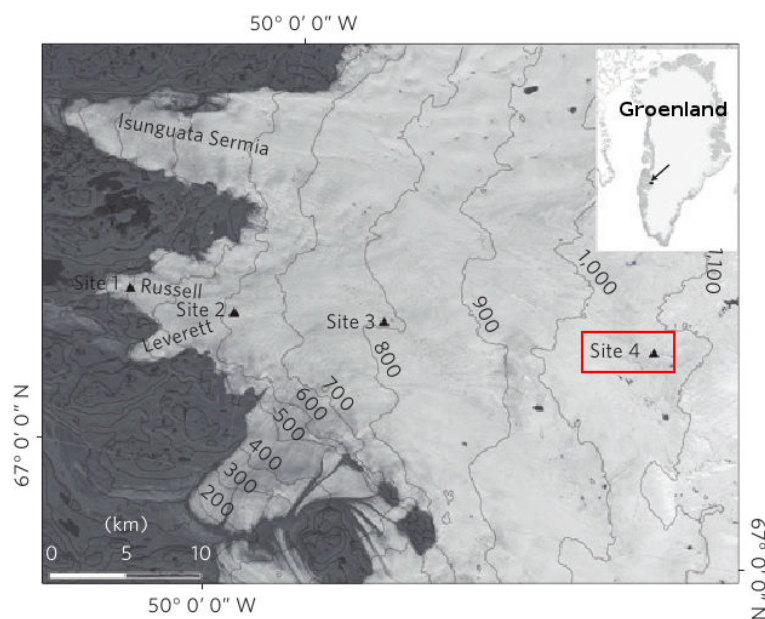 50° 0' 0" W
Groenland
Isunguata Sermia
1,000
1,100
Site 1
Russell
Site 2
900
Site 3
Leverett
800
Site 4
700
600
500
400
300
200
67° 0' 0" N
(km)
0 5 10
67° 0' 0" N
50° 0' 0" W